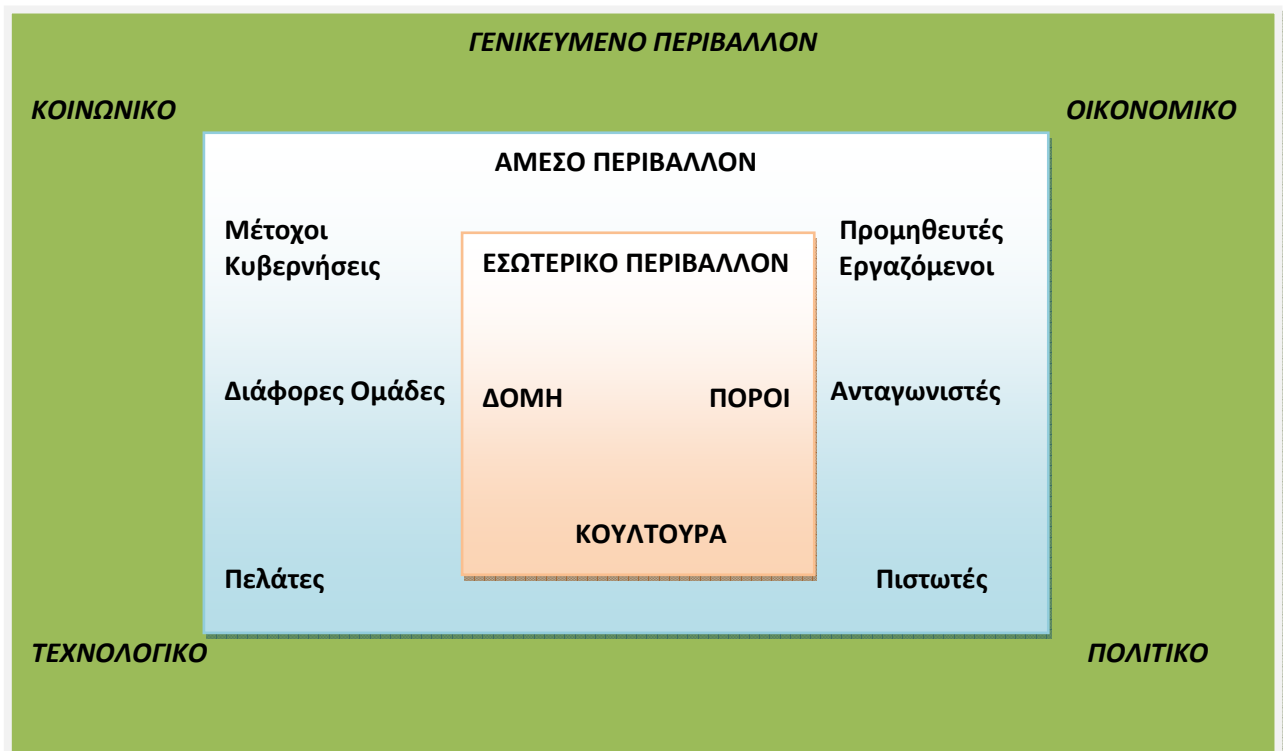 ΓΕΝΙΚΕΥΜΕΝΟ ΠΕΡΙΒΑΛΛΟΝ
ΚΟΙΝΩΝΙΚΟ
ΟΙΚΟΝΟΜΙΚΟ
ΑΜΕΣΟ ΠΕΡΙΒΑΛΛΟΝ
Μέτοχοι
Κυβερνήσεις
Προμηθευτές
Εργαζόμενοι
ΕΣΩΤΕΡΙΚΟ ΠΕΡΙΒΑΛΛΟΝ
Διάφορες Ομάδες
ΔΟΜΗ
ΠΟΡΟΙ
Ανταγωνιστές
ΚΟΥΛΤΟΥΡΑ
Πελάτες
Πιστωτές
ΤΕΧΝΟΛΟΓΙΚΟ
ΠΟΛΙΤΙΚΟ